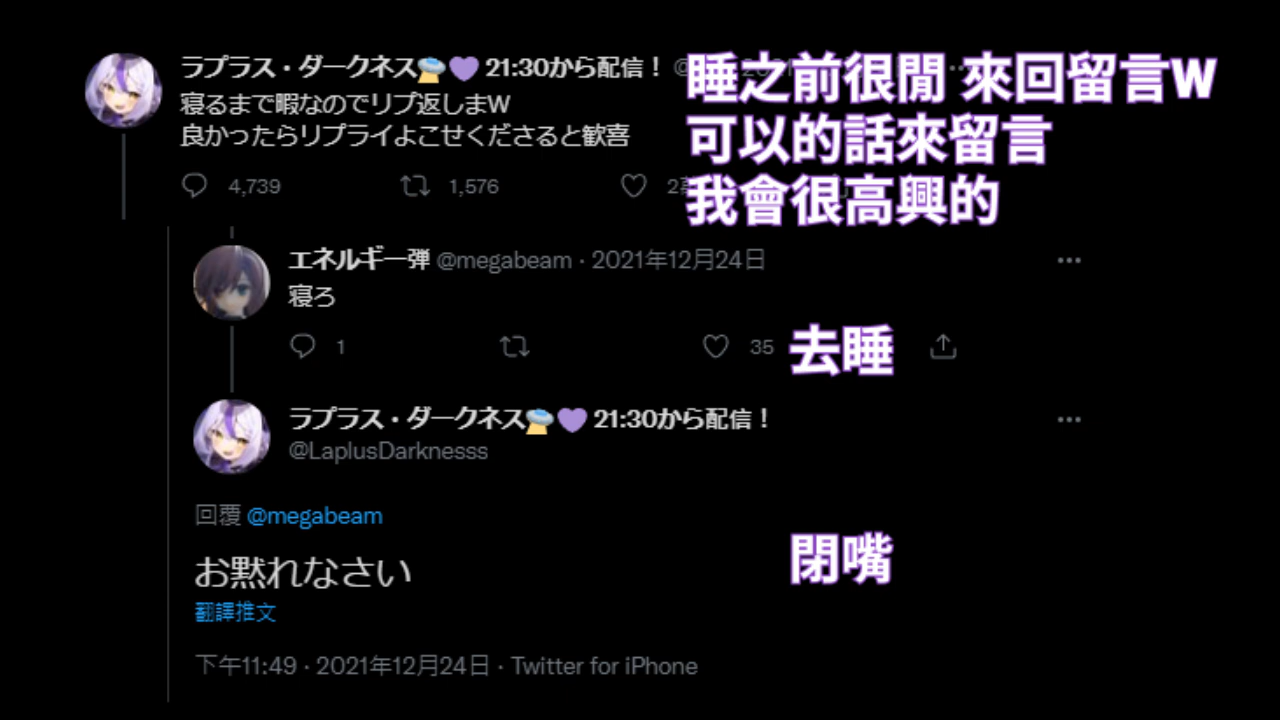 ラプラス・ダークネス🛸💜 21:30から配信！
寝るまで暇なのでリプ返しまW
良かったらリプライよこせくださると歓喜
睡之前很閒 來回留言W
可以的話來留言
我會很高興的
4,739 1,576
エネルギー弾 @megabeam · 2021年12月24日
寝ろ
1 35
去睡
ラプラス・ダークネス🛸💜 21:30から配信！
@LaplusDarknesss
回覆 @megabeam
お黙れなさい
閉嘴
翻譯推文
下午11:49 · 2021年12月24日 · Twitter for iPhone